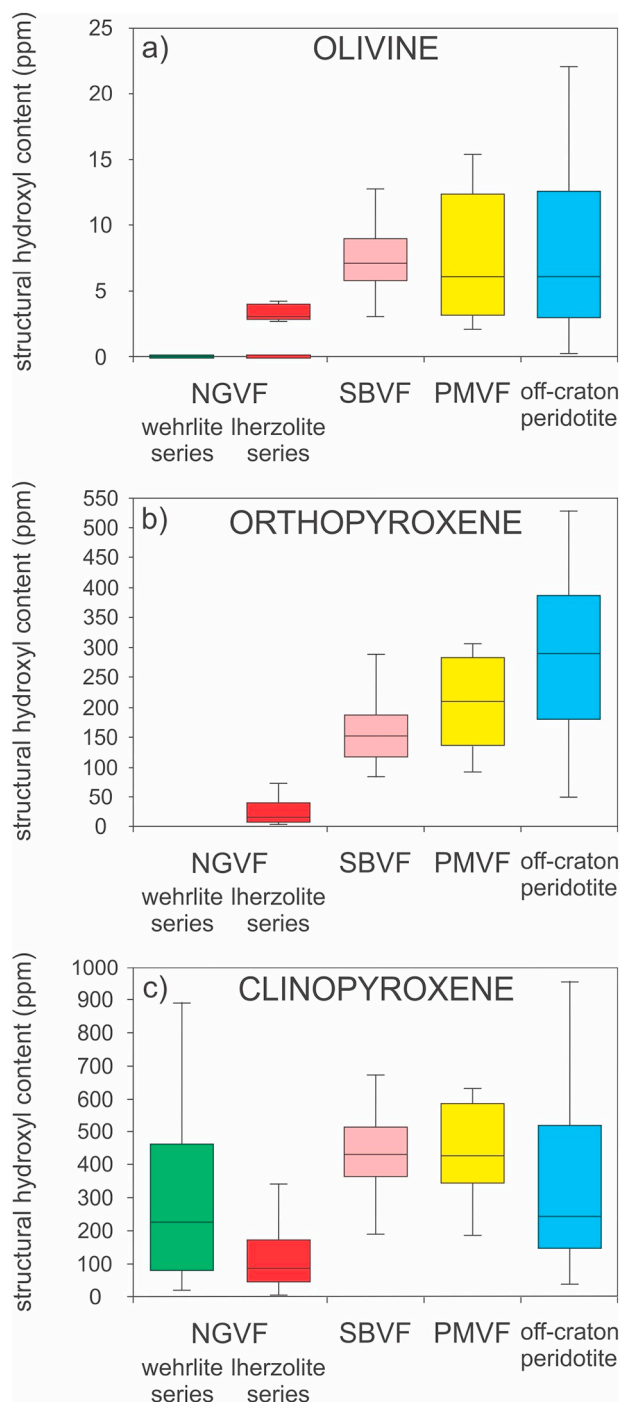 a) OLIVINE
structural hydroxyl content (ppm)
25
20
15
10
5
0
NGVF SBVF PMVF off-craton peridotite
wehrlite series lherzolite series
b) ORTHOPYROXENE
structural hydroxyl content (ppm)
550
500
450
400
350
300
250
200
150
100
50
0
NGVF SBVF PMVF off-craton peridotite
wehrlite series lherzolite series
c) CLINOPYROXENE
structural hydroxyl content (ppm)
1000
900
800
700
600
500
400
300
200
100
0
NGVF SBVF PMVF off-craton peridotite
wehrlite series lherzolite series